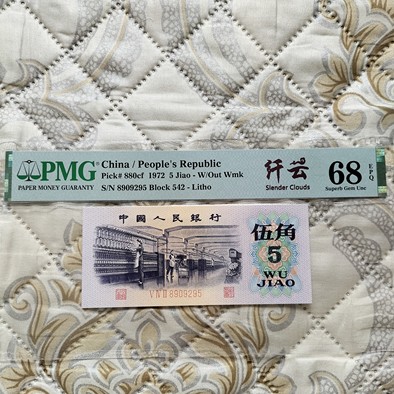 PMG
PAPER MONEY GUARANTY
China / People's Republic
Pick# 880cf 1972 5 Jiao - W/Out Wmk
S/N 8909295 Block 542 - Litho
纤云
Slender Clouds
68
EPQ
Superb Gem Unc
中國人民銀行
伍角
5
WU
JIAO
V N II 8909295